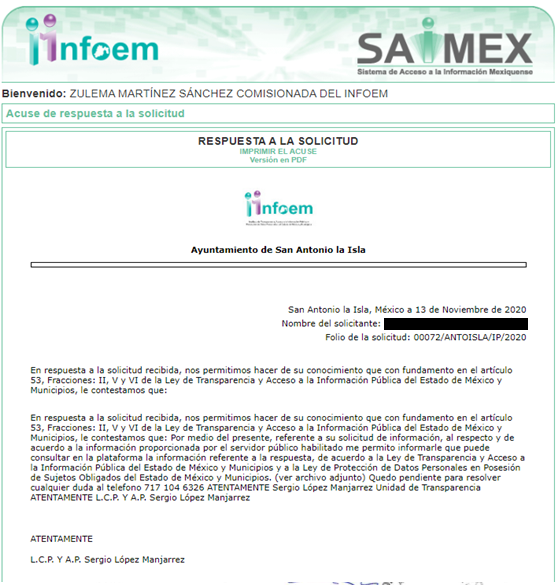 infoem
SAIMEX
Sistema de Acceso a la Información Mexiquense
Bienvenido: ZULEMA MARTÍNEZ SÁNCHEZ COMISIONADA DEL INFOEM
Acuse de respuesta a la solicitud
RESPUESTA A LA SOLICITUD
IMPRIMIR EL ACUSE
Versión en PDF
infoem
Ayuntamiento de San Antonio la Isla
San Antonio la Isla, México a 13 de Noviembre de 2020
Nombre del solicitante:
Folio de la solicitud: 00072/ANTOISLA/IP/2020
En respuesta a la solicitud recibida, nos permitimos hacer de su conocimiento que con fundamento en el artículo
53, Fracciones: II, V y VI de la Ley de Transparencia y Acceso a la Información Pública del Estado de México y
Municipios, le contestamos que:
En respuesta a la solicitud recibida, nos permitimos hacer de su conocimiento que con fundamento en el artículo
53, Fracciones: II, V y VI de la Ley de Transparencia y Acceso a la Información Pública del Estado de México y
Municipios, le contestamos que: Por medio del presente, referente a su solicitud de información, al respecto y de
acuerdo a la información proporcionada por el servidor público habilitado me permito informarle que puede
consultar en la plataforma la información referente a la respuesta, de acuerdo a la Ley de Transparencia y Acceso a
la Información Pública del Estado de México y Municipios y a la Ley de Protección de Datos Personales en Posesión
de Sujetos Obligados del Estado de México y Municipios. (ver archivo adjunto) Quedo pendiente para resolver
cualquier duda al telefono 717 104 6326 ATENTAMENTE Sergio López Manjarrez Unidad de Transparencia
ATENTAMENTE L.C.P. Y A.P. Sergio López Manjarrez
ATENTAMENTE
L.C.P. Y A.P. Sergio López Manjarrez